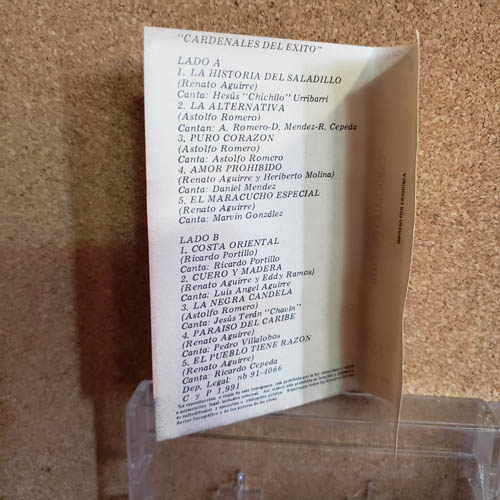 "CARDENALES DEL EXITO"
LADO A
1. LA HISTORIA DEL SALADILLO
(Renato Aguirre)
Canta: Hesús "Chichilo" Urribarri
2. LA ALTERNATIVA
(Astolfo Romero)
Cantan: A. Romero-D. Mendez-R. Cepeda
3. PURO CORAZON
(Astolfo Romero)
Canta: Astolfo Romero
4. AMOR PROHIBIDO
(Renato Aguirre y Heriberto Molina)
Canta: Daniel Mendez
5. EL MARACUCHO ESPECIAL
(Renato Aguirre)
Canta: Marvin González
LADO B
1. COSTA ORIENTAL
(Ricardo Portillo)
Canta: Ricardo Portillo
2. CUERO Y MADERA
(Renato Aguirre y Eddy Ramos)
Canta: Luis Angel Aguirre
3. LA NEGRA CANDELA
(Astolfo Romero)
Canta: Jesús Terán "Chavin"
4. PARAISO DEL CARIBE
(Renato Aguirre)
Canta: Pedro Villalobos
5. EL PUEBLO TIENE RAZON
(Renato Aguirre)
Canta: Ricardo Cepeda
Dep. Legal: nb 91-4066
C y P 1.991
IMPRESO POR